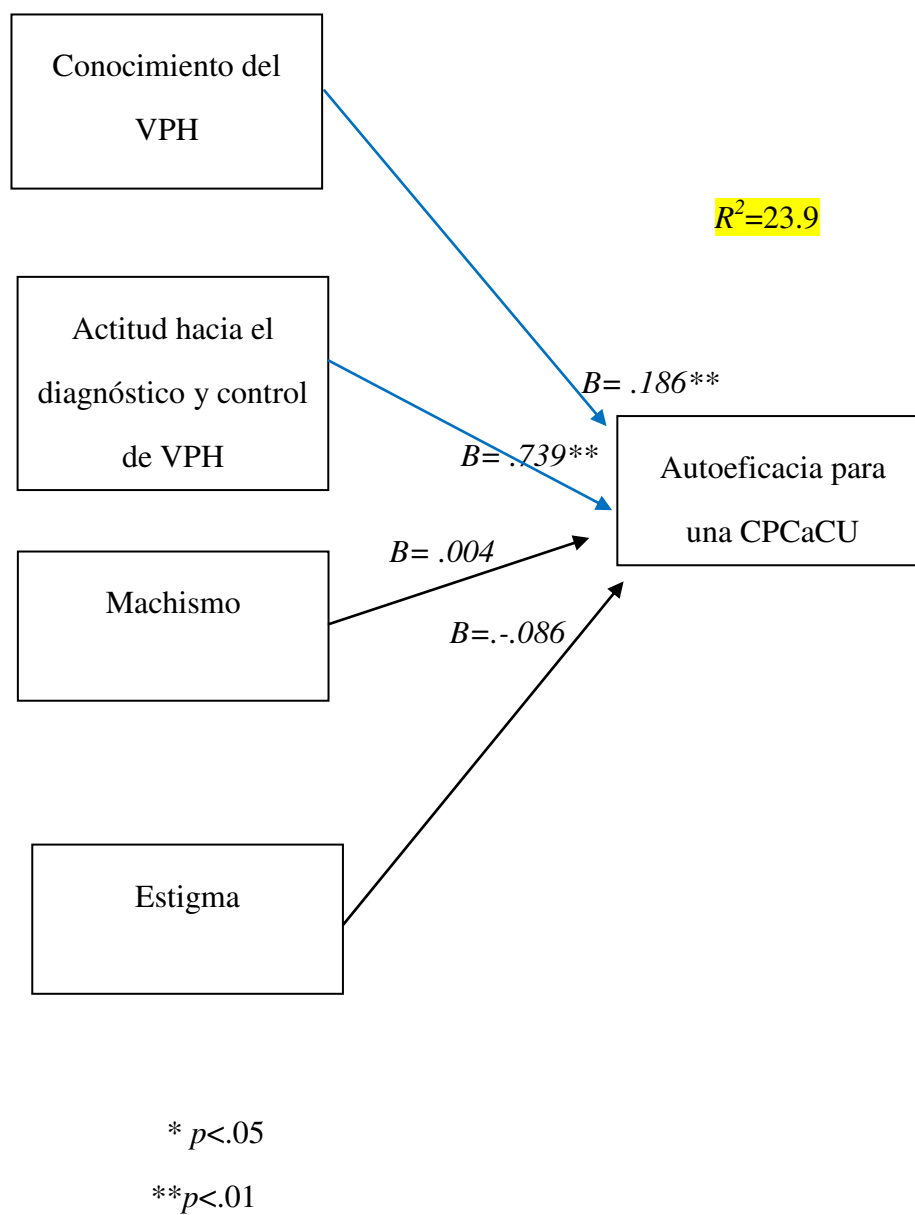 Conocimiento del
VPH
R²=23.9
Actitud hacia el
diagnóstico y control
de VPH
B= .186**
B= .739**
Autoeficacia para
una CPCaCU
B= .004
Machismo
B=.-.086
Estigma
* p<.05
**p<.01